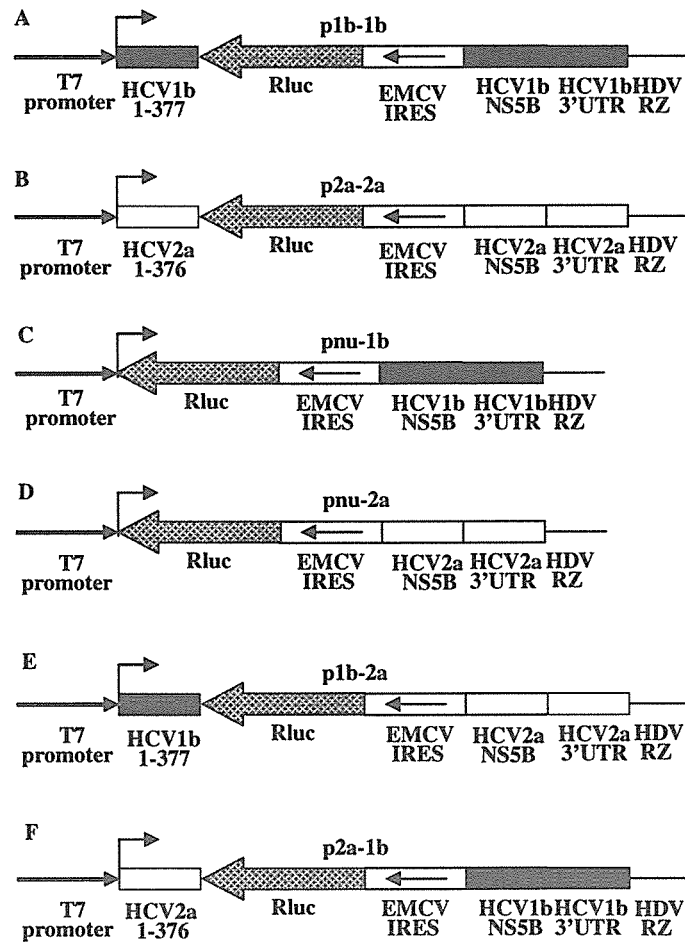 A
p1b-1b
T7 promoter
HCV1b 1-377
Rluc
EMCV IRES
HCV1b NS5B
HCV1b 3'UTR
HDV RZ
B
p2a-2a
T7 promoter
HCV2a 1-376
Rluc
EMCV IRES
HCV2a NS5B
HCV2a 3'UTR
HDV RZ
C
pnu-1b
T7 promoter
Rluc
EMCV IRES
HCV1b NS5B
HCV1b 3'UTR
HDV RZ
D
pnu-2a
T7 promoter
Rluc
EMCV IRES
HCV2a NS5B
HCV2a 3'UTR
HDV RZ
E
p1b-2a
T7 promoter
HCV1b 1-377
Rluc
EMCV IRES
HCV2a NS5B
HCV2a 3'UTR
HDV RZ
F
p2a-1b
T7 promoter
HCV2a 1-376
Rluc
EMCV IRES
HCV1b NS5B
HCV1b 3'UTR
HDV RZ